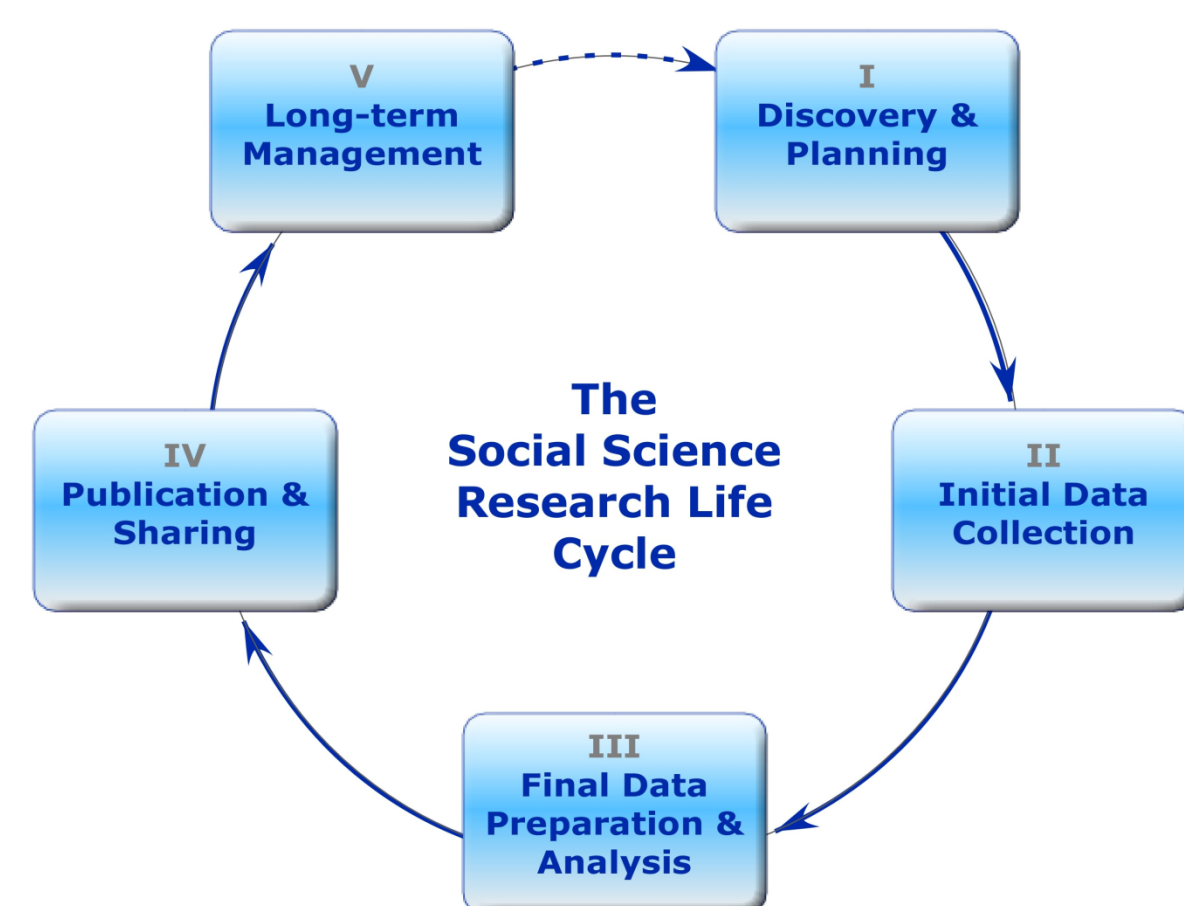 The
Social Science
Research Life
Cycle
I
Discovery &
Planning
II
Initial Data
Collection
III
Final Data
Preparation &
Analysis
IV
Publication &
Sharing
V
Long-term
Management